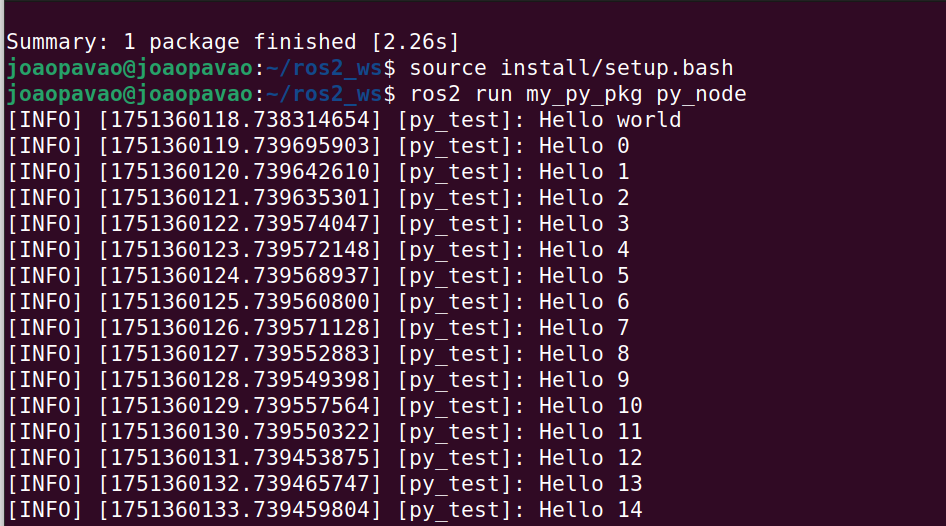 Summary: 1 package finished [2.26s]
joaopavao@joaopavao:~/ros2_ws$ source install/setup.bash
joaopavao@joaopavao:~/ros2_ws$ ros2 run my_py_pkg py_node
[INFO] [1751360118.738314654] [py_test]: Hello world
[INFO] [1751360119.739695903] [py_test]: Hello 0
[INFO] [1751360120.739642610] [py_test]: Hello 1
[INFO] [1751360121.739635301] [py_test]: Hello 2
[INFO] [1751360122.739574047] [py_test]: Hello 3
[INFO] [1751360123.739572148] [py_test]: Hello 4
[INFO] [1751360124.739568937] [py_test]: Hello 5
[INFO] [1751360125.739560800] [py_test]: Hello 6
[INFO] [1751360126.739571128] [py_test]: Hello 7
[INFO] [1751360127.739552883] [py_test]: Hello 8
[INFO] [1751360128.739549398] [py_test]: Hello 9
[INFO] [1751360129.739557564] [py_test]: Hello 10
[INFO] [1751360130.739550322] [py_test]: Hello 11
[INFO] [1751360131.739453875] [py_test]: Hello 12
[INFO] [1751360132.739465747] [py_test]: Hello 13
[INFO] [1751360133.739459804] [py_test]: Hello 14